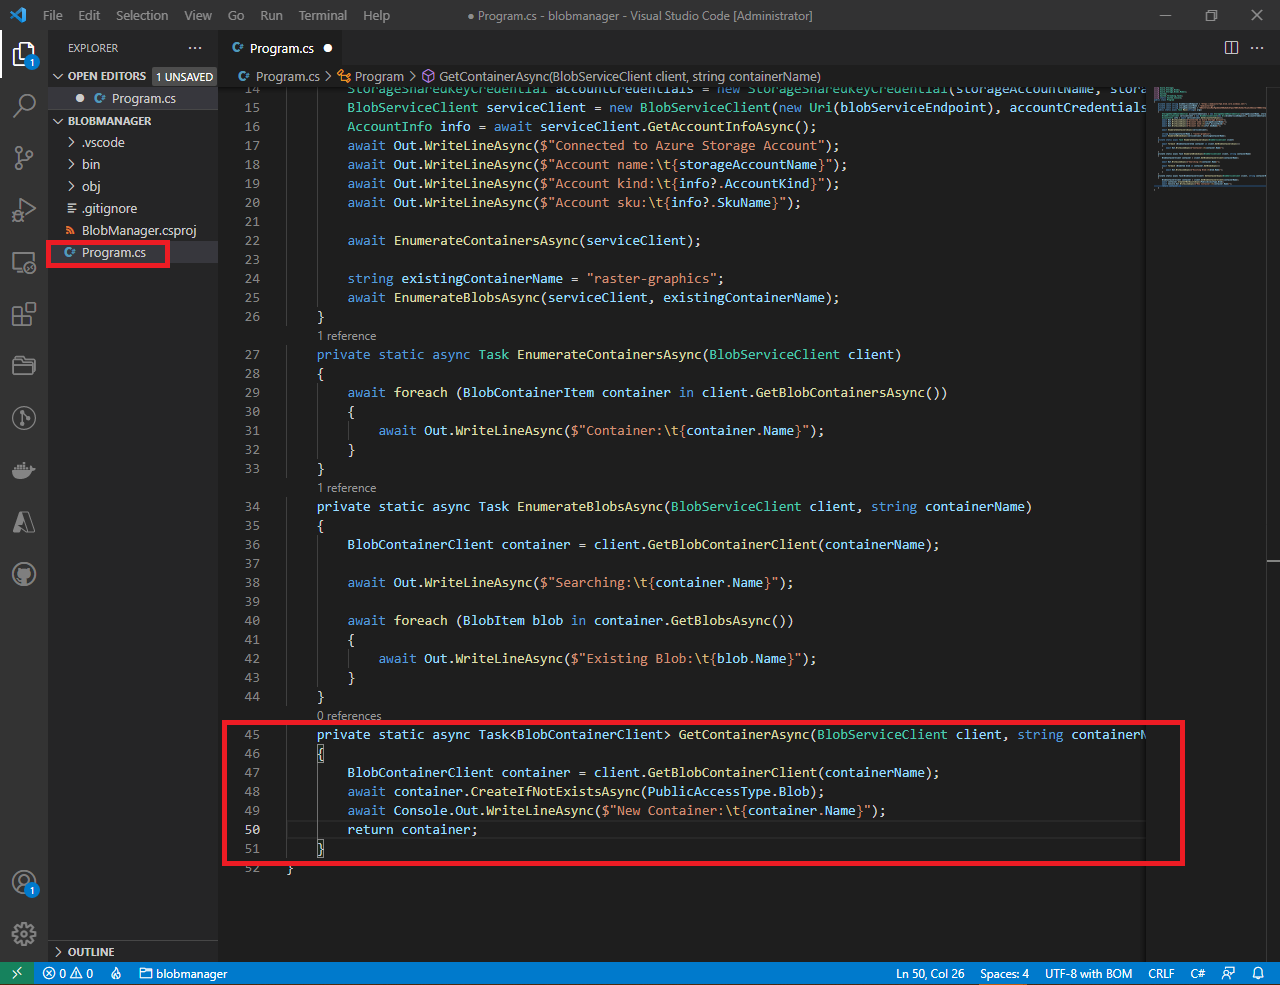 File Edit Selection View Go Run Terminal Help
● Program.cs - blobmanager - Visual Studio Code [Administrator]
EXPLORER
Program.cs
OPEN EDITORS 1 UNSAVED
Program.cs > Program > GetContainerAsync(BlobServiceClient client, string containerName)
Program.cs
BLOBMANAGER
.vscode
bin
obj
.gitignore
BlobManager.csproj
Program.cs
OUTLINE
14 StorageSharedKeyCredential accountCredentials = new StorageSharedKeyCredential(storageAccountName, stora
15 BlobServiceClient serviceClient = new BlobServiceClient(new Uri(blobServiceEndpoint), accountCredentials
16 AccountInfo info = await serviceClient.GetAccountInfoAsync();
17 await Out.WriteLineAsync($"Connected to Azure Storage Account");
18 await Out.WriteLineAsync($"Account name:\t{storageAccountName}");
19 await Out.WriteLineAsync($"Account kind:\t{info?.AccountKind}");
20 await Out.WriteLineAsync($"Account sku:\t{info?.SkuName}");
21
22 await EnumerateContainersAsync(serviceClient);
23
24 string existingContainerName = "raster-graphics";
25 await EnumerateBlobsAsync(serviceClient, existingContainerName);
26 }
1 reference
27 private static async Task EnumerateContainersAsync(BlobServiceClient client)
28 {
29 await foreach (BlobContainerItem container in client.GetBlobContainersAsync())
30 {
31 await Out.WriteLineAsync($"Container:\t{container.Name}");
32 }
33 }
1 reference
34 private static async Task EnumerateBlobsAsync(BlobServiceClient client, string containerName)
35 {
36 BlobContainerClient container = client.GetBlobContainerClient(containerName);
37
38 await Out.WriteLineAsync($"Searching:\t{container.Name}");
39
40 await foreach (BlobItem blob in container.GetBlobsAsync())
41 {
42 await Out.WriteLineAsync($"Existing Blob:\t{blob.Name}");
43 }
44 }
0 references
45 private static async Task<BlobContainerClient> GetContainerAsync(BlobServiceClient client, string containerN
46 {
47 BlobContainerClient container = client.GetBlobContainerClient(containerName);
48 await container.CreateIfNotExistsAsync(PublicAccessType.Blob);
49 await Console.Out.WriteLineAsync($"New Container:\t{container.Name}");
50 return container;
51 }
52 }
1
1
0 0 blobmanager
Ln 50, Col 26 Spaces: 4 UTF-8 with BOM CRLF C#